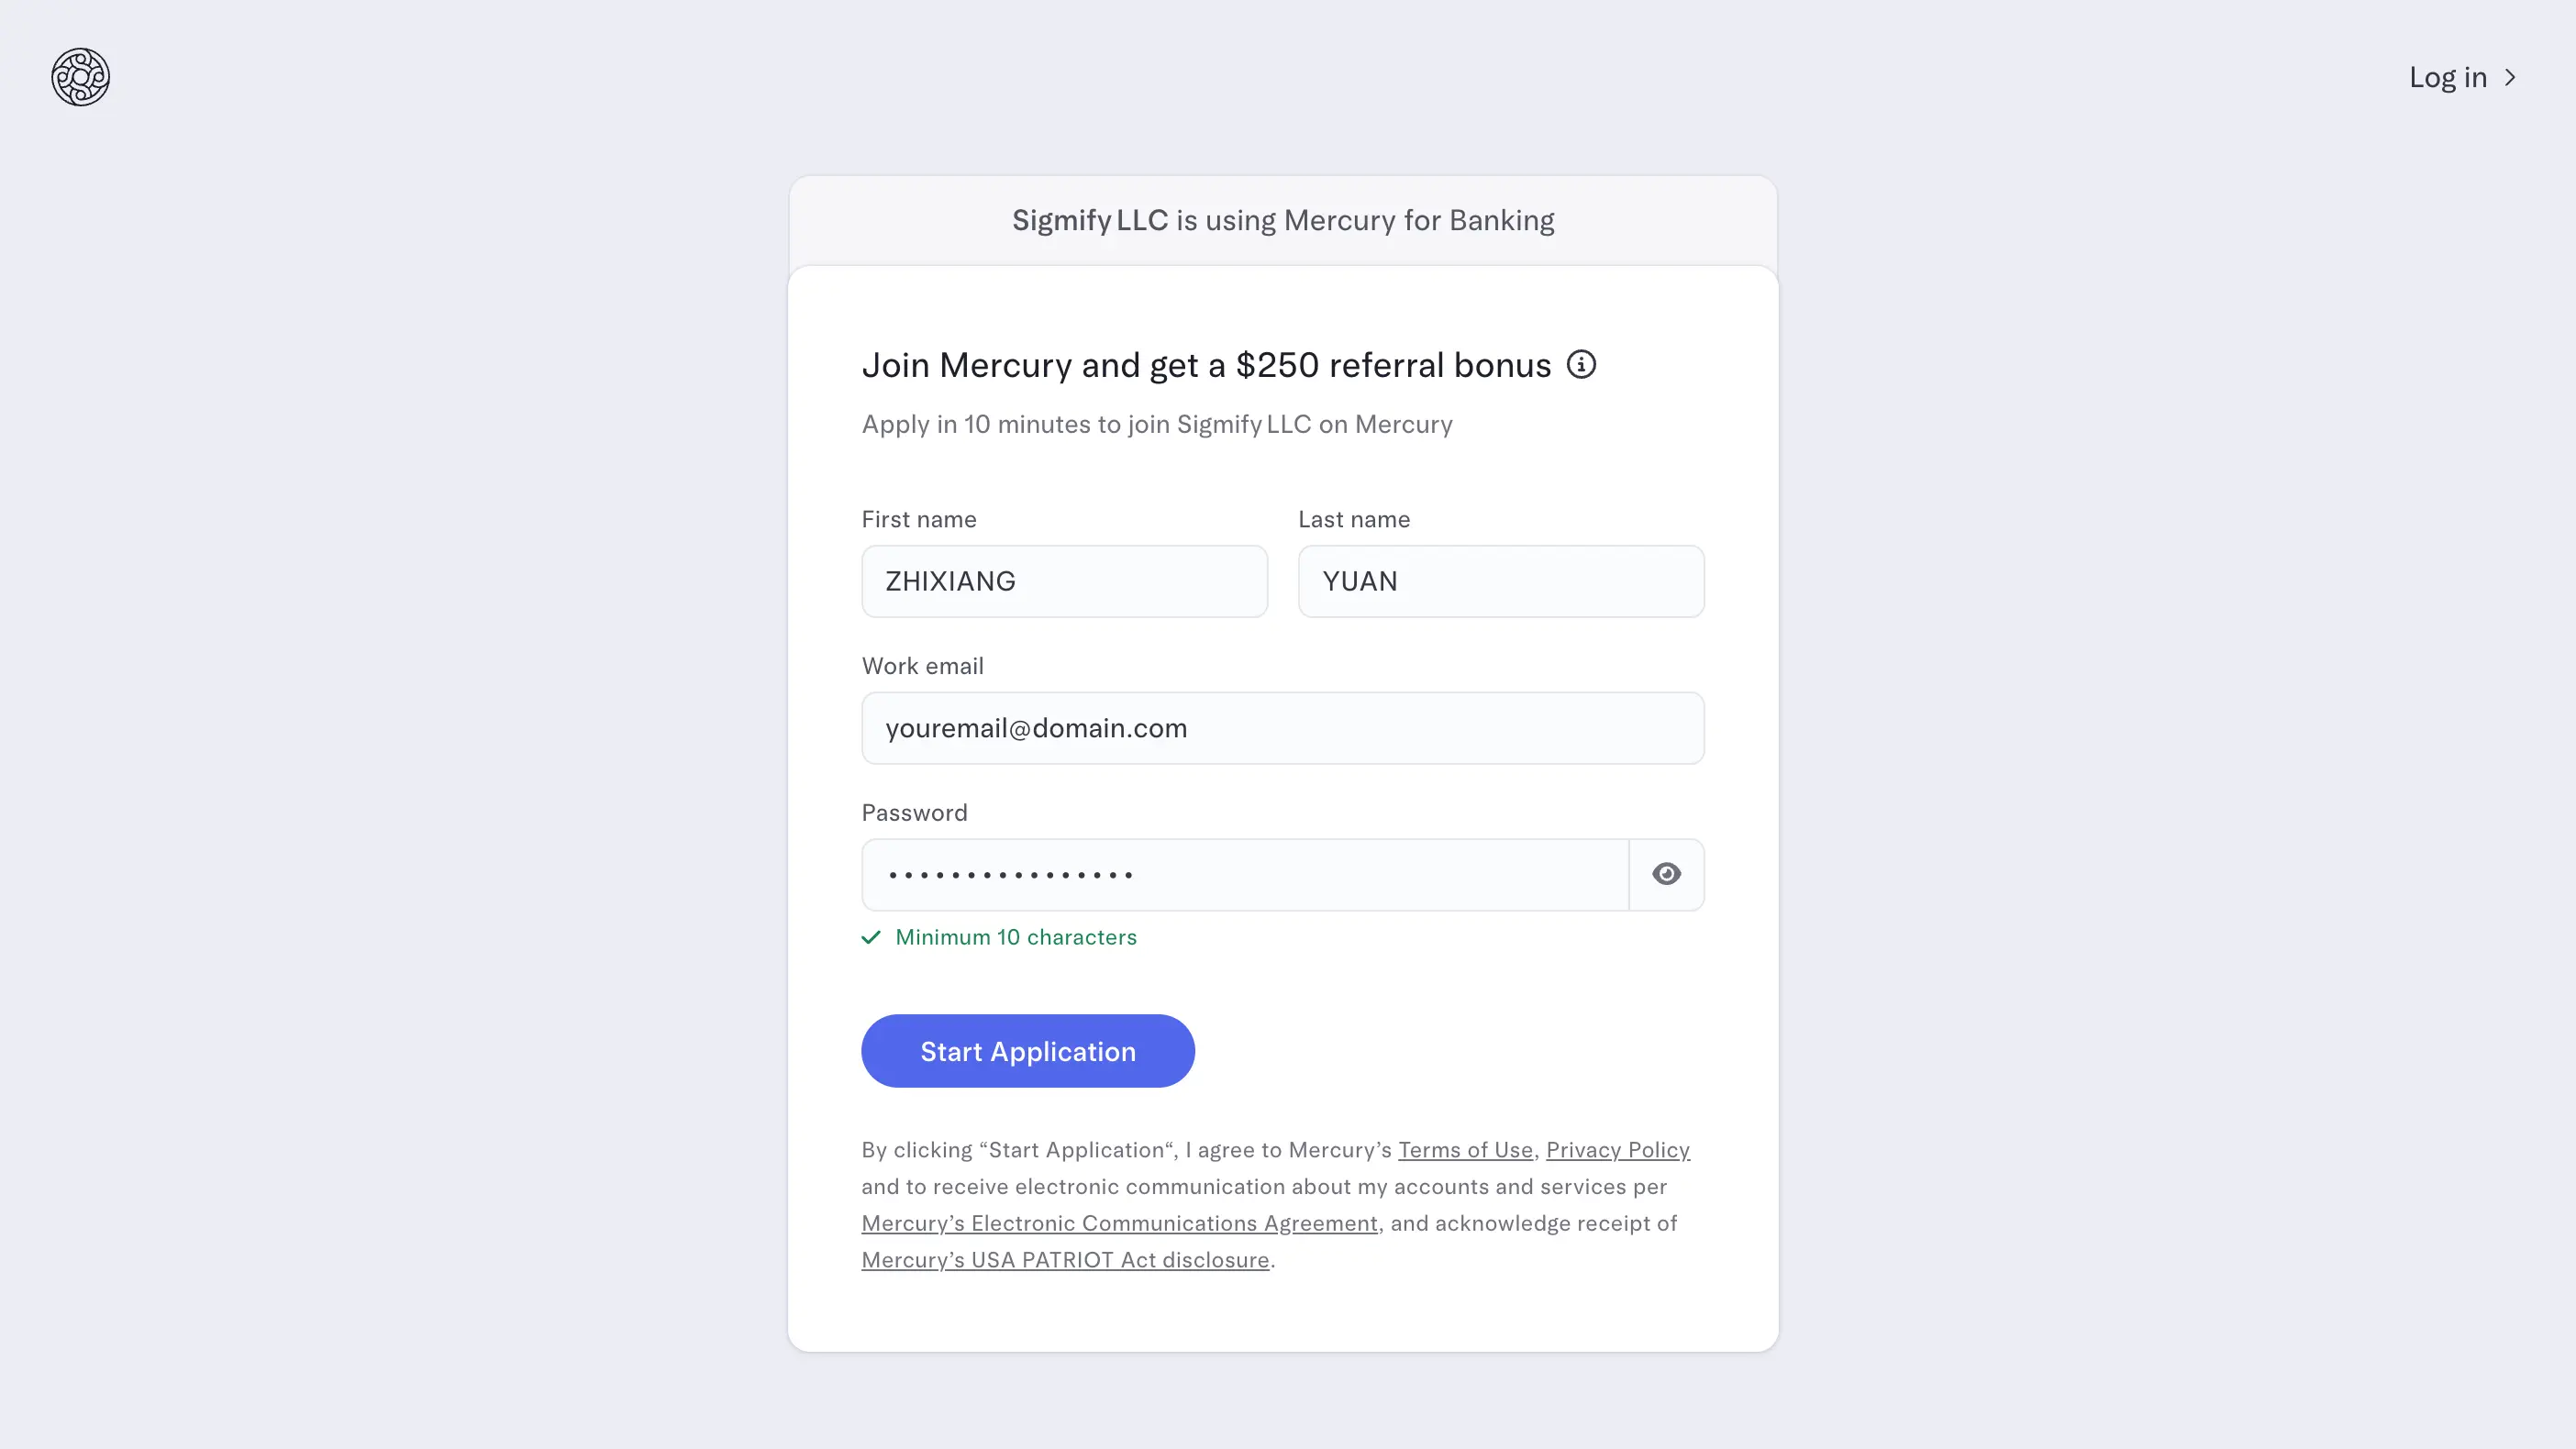 Log in
Sigmify LLC is using Mercury for Banking
Join Mercury and get a $250 referral bonus
Apply in 10 minutes to join Sigmify LLC on Mercury
First name Last name
ZHIXIANG YUAN
Work email
youremail@domain.com
Password
••••••••••••••••
Minimum 10 characters
Start Application
By clicking “Start Application“, I agree to Mercury’s Terms of Use, Privacy Policy
and to receive electronic communication about my accounts and services per
Mercury’s Electronic Communications Agreement, and acknowledge receipt of
Mercury’s USA PATRIOT Act disclosure.